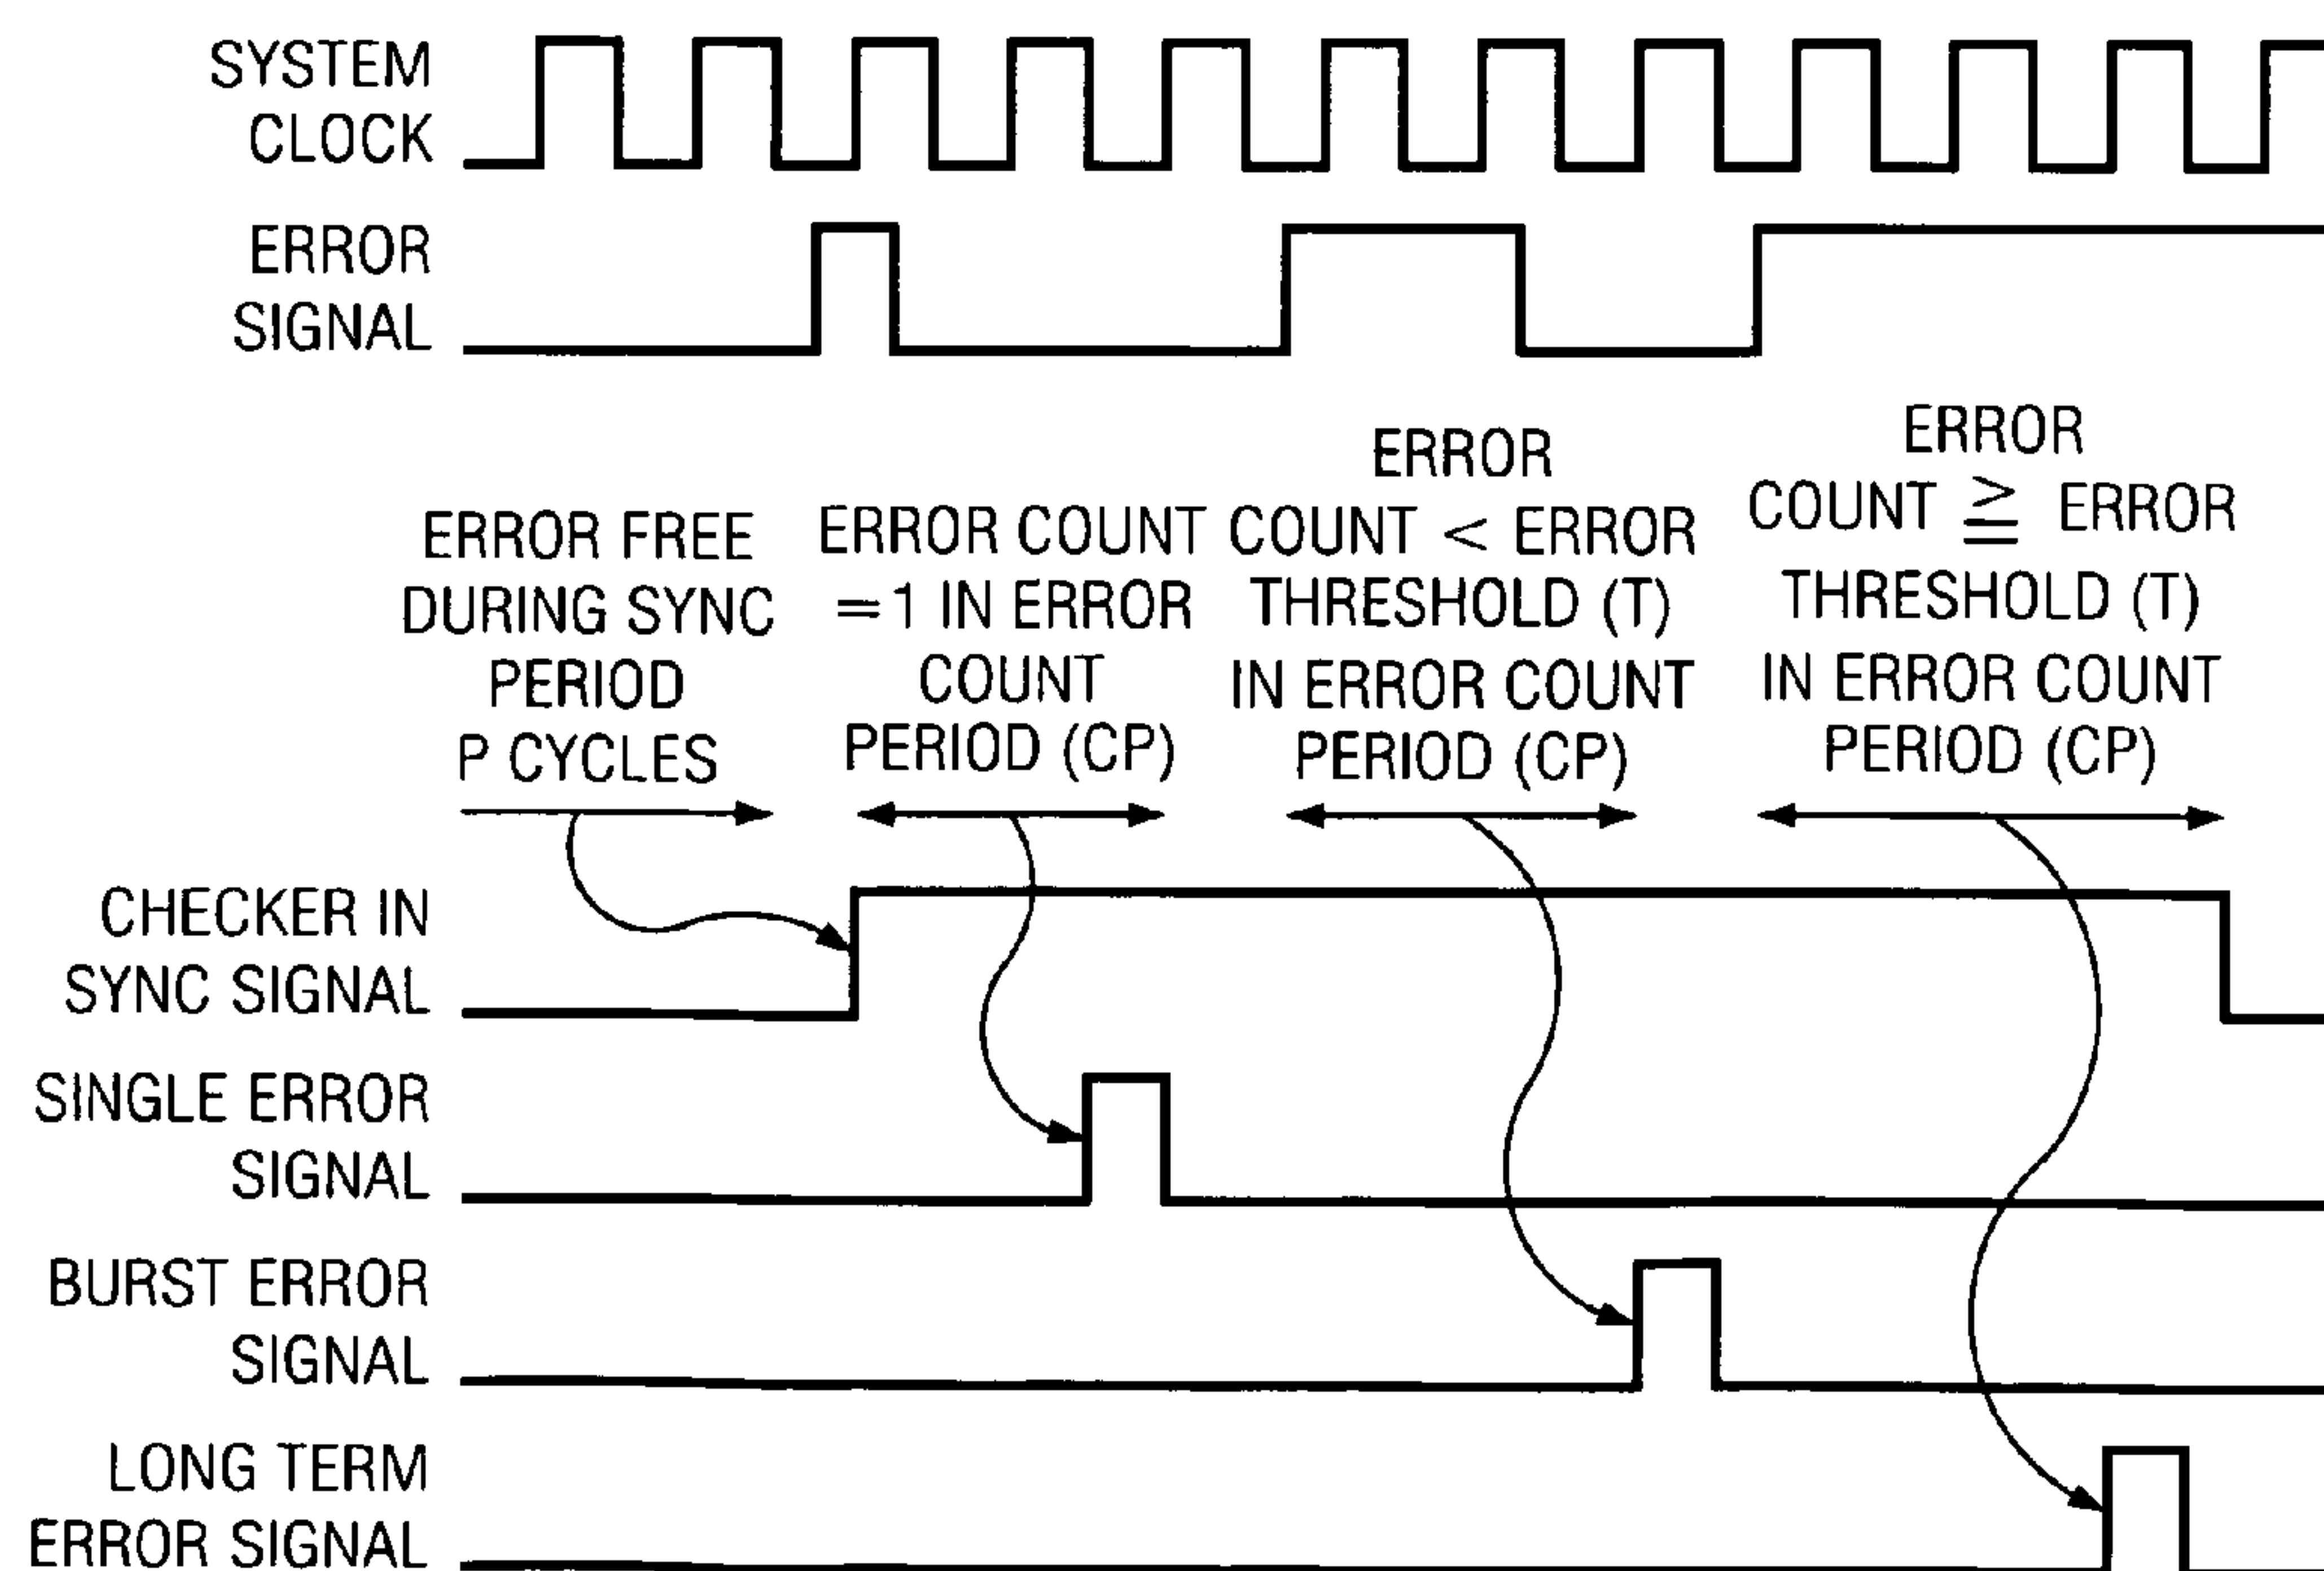 SYSTEM
CLOCK
ERROR
SIGNAL
ERROR FREE
DURING SYNC
PERIOD
P CYCLES
ERROR COUNT
=1 IN ERROR
COUNT
PERIOD (CP)
ERROR
COUNT < ERROR
THRESHOLD (T)
IN ERROR COUNT
PERIOD (CP)
ERROR
COUNT ≧ ERROR
THRESHOLD (T)
IN ERROR COUNT
PERIOD (CP)
CHECKER IN
SYNC SIGNAL
SINGLE ERROR
SIGNAL
BURST ERROR
SIGNAL
LONG TERM
ERROR SIGNAL